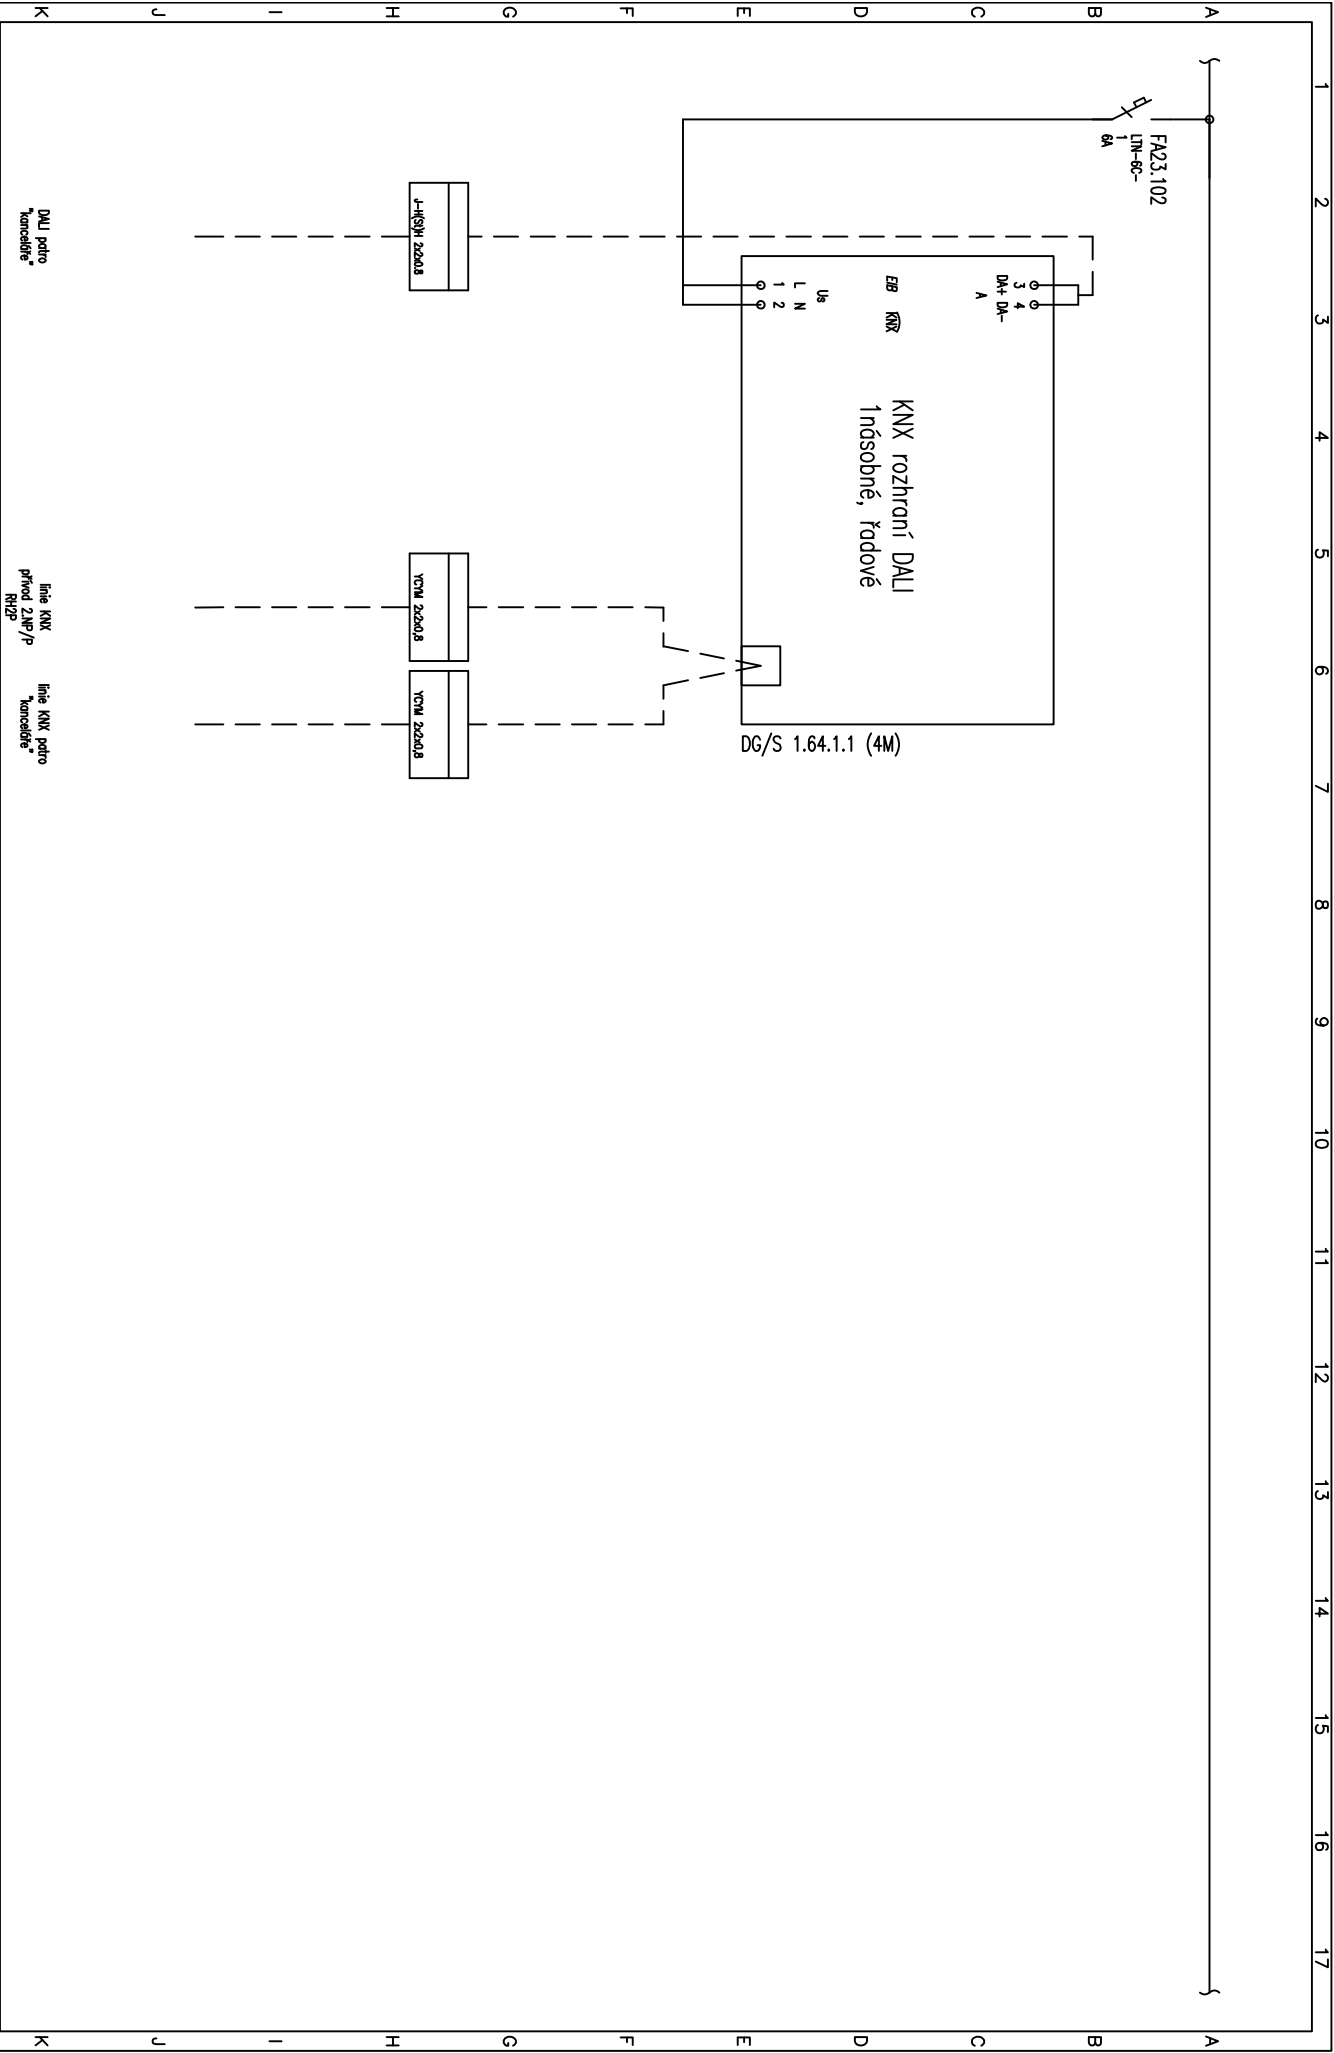 1 2 3 4 5 6 7 8 9 10 11 12 13 14 15 16 17
A A
B B
C C
D D
E E
F F
G G
H H
I I
J J
K K
FA23.102
LTN-6C-
1
6A
3 4
DA+ DA-
A
KNX rozhraní DALI
1násobné, řadové
EIB KNX
Us
L N
1 2
DG/S 1.64.1.1 (4M)
J-H(St)H 2x2x0.8
YCYM 2x2x0,8
YCYM 2x2x0,8
DALI patro
"kanceláře"
linie KNX
přívod 2.NP/P
RH2P
linie KNX patro
"kanceláře"